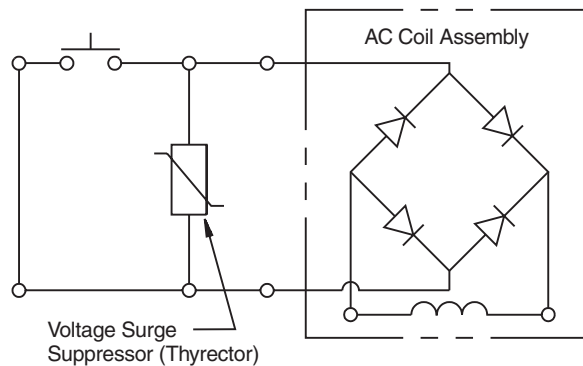 AC Coil Assembly
Voltage Surge
Suppressor (Thyrector)